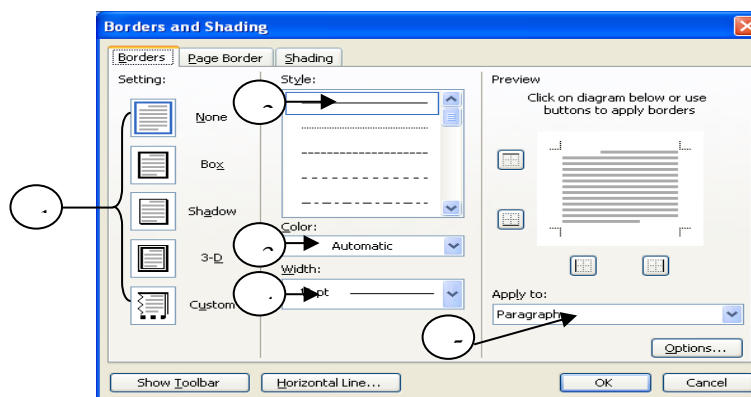 Borders and Shading
Borders Page Border Shading
Setting:
None
Box
Shadow
3-D
Custom
Style:
Color:
Automatic
Width:
pt
Preview
Click on diagram below or use
buttons to apply borders
Apply to:
Paragraph
Options...
Show Toolbar Horizontal Line... OK Cancel